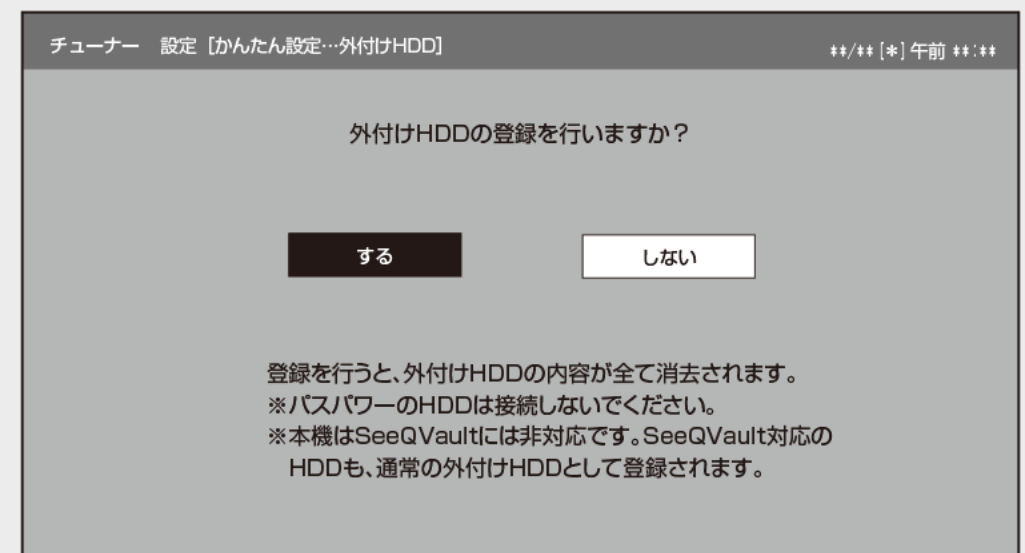 チューナー 設定 [かんたん設定…外付けHDD]
**/** [*] 午前 **:**
外付けHDDの登録を行いますか？
する
しない
登録を行うと、外付けHDDの内容が全て消去されます。
※パスパワーのHDDは接続しないでください。
※本機はSeeQVaultには非対応です。SeeQVault対応の
HDDも、通常の外付けHDDとして登録されます。